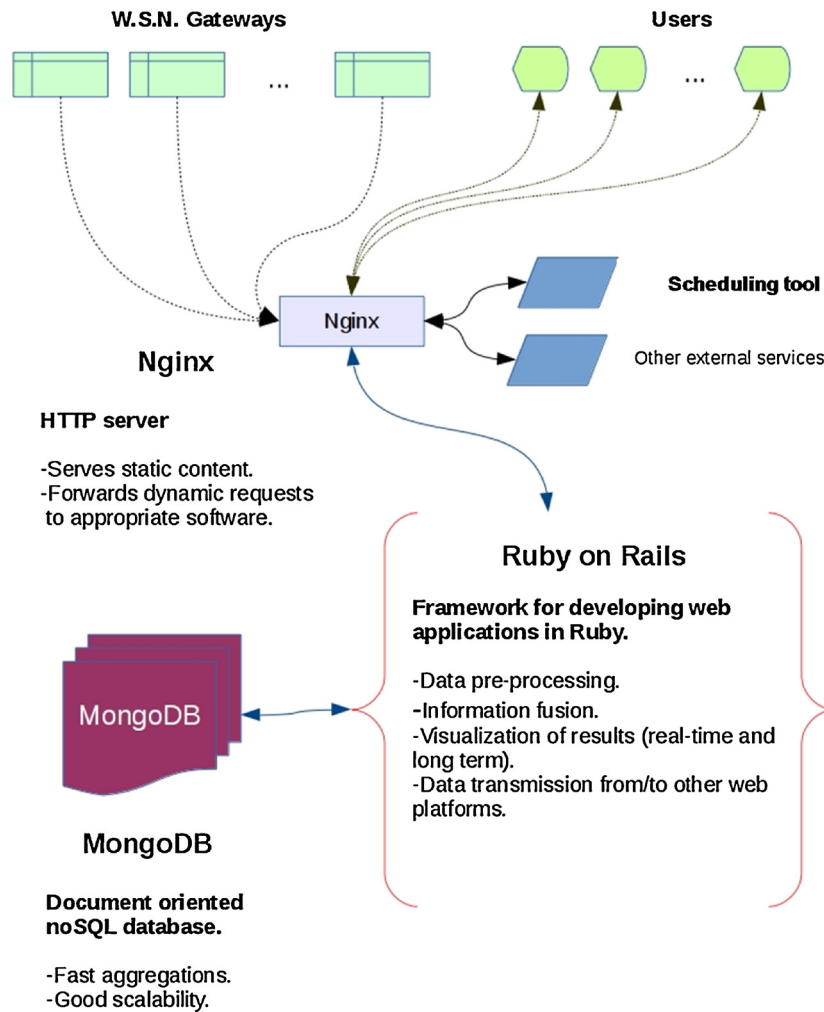 W.S.N. Gateways
Users
...
...
Nginx
Scheduling tool
Other external services
Nginx
HTTP server
-Serves static content.
-Forwards dynamic requests
to appropriate software.
Ruby on Rails
Framework for developing web
applications in Ruby.
-Data pre-processing.
-Information fusion.
-Visualization of results (real-time and
long term).
-Data transmission from/to other web
platforms.
MongoDB
MongoDB
Document oriented
noSQL database.
-Fast aggregations.
-Good scalability.